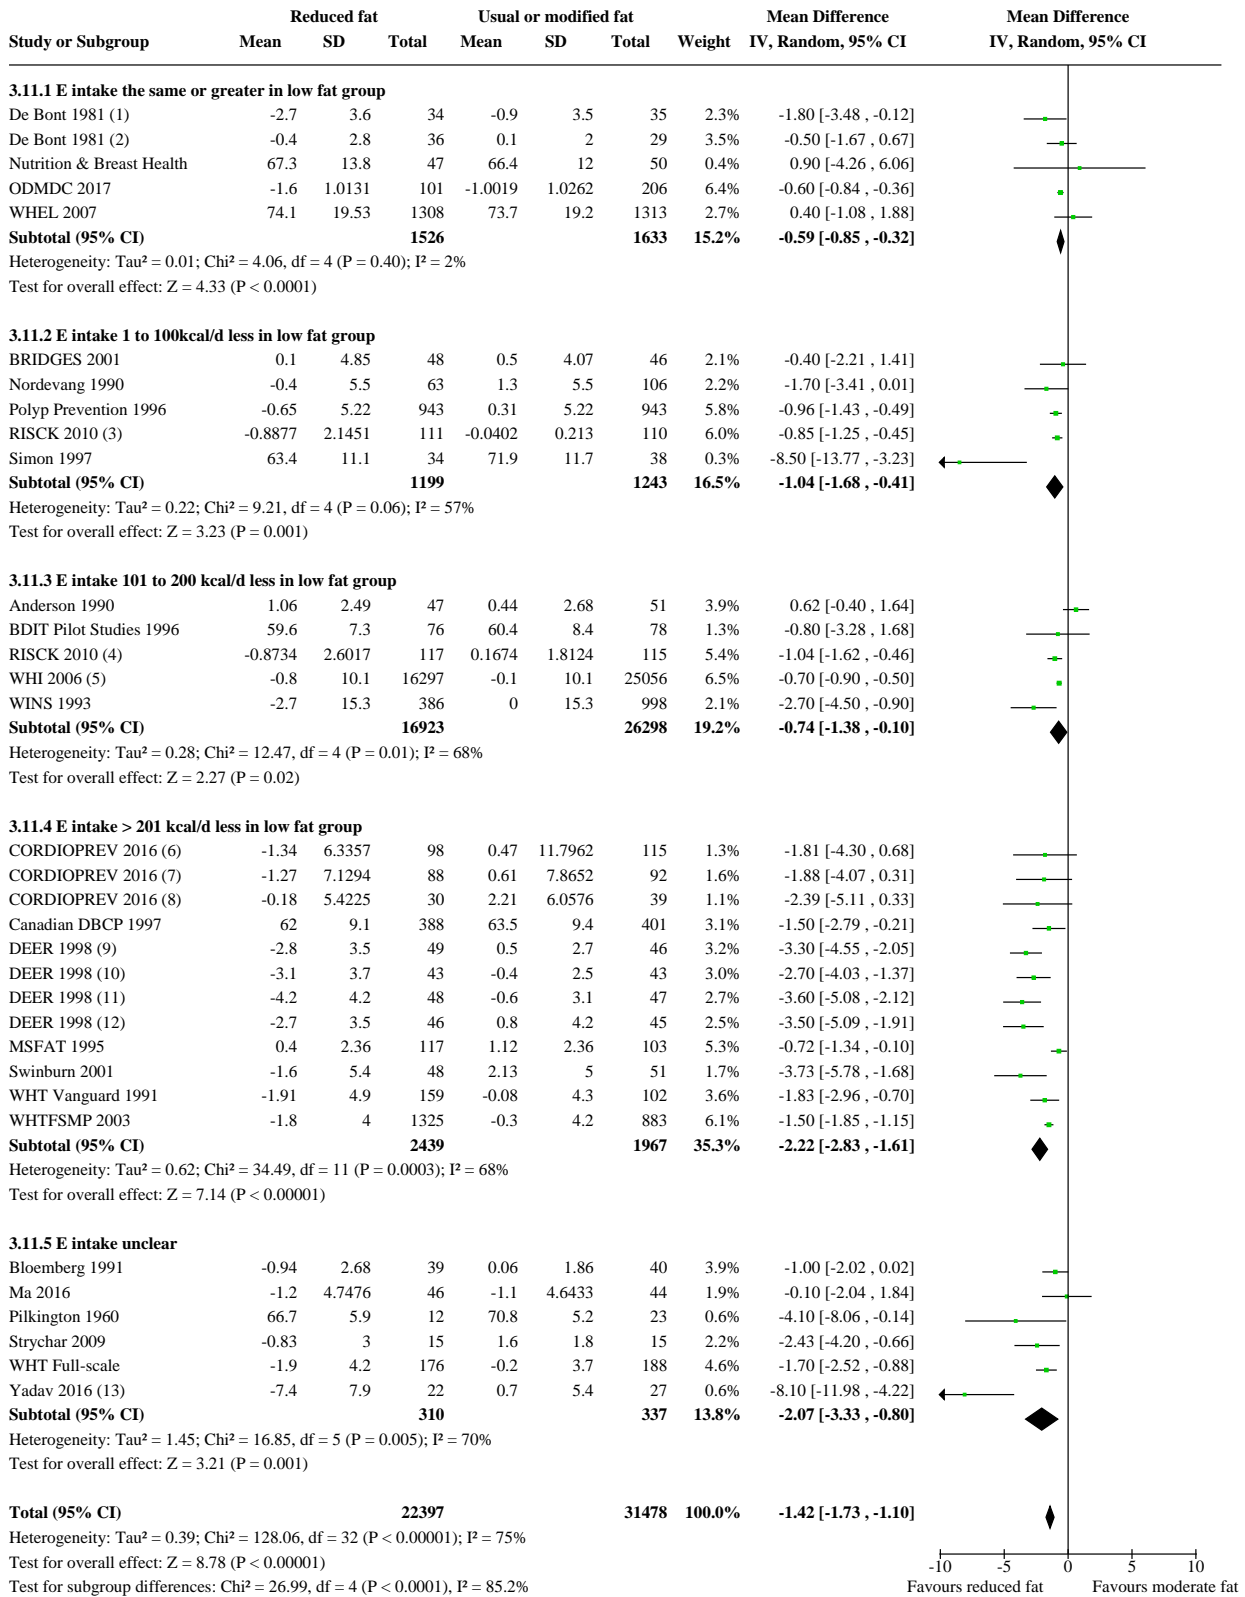 Reduced fat Usual or modified fat Mean Difference Mean Difference
Study or Subgroup Mean SD Total Mean SD Total Weight IV, Random, 95% CI IV, Random, 95% CI
3.11.1 E intake the same or greater in low fat group
De Bont 1981 (1) -2.7 3.6 34 -0.9 3.5 35 2.3% -1.80 [-3.48 , -0.12]
De Bont 1981 (2) -0.4 2.8 36 0.1 2 29 3.4% -0.50 [-1.67 , 0.67]
Nutrition & Breast Health 67.3 13.8 47 66.4 12 50 0.4% 0.90 [-4.26 , 6.06]
ODMDC 2017 -1.6 1.0131 101 -1.0019 1.0262 206 6.4% -0.60 [-0.84 , -0.36]
WHEL 2007 74.1 19.53 1308 73.7 19.2 1313 2.7% 0.40 [-1.08 , 1.88]
Subtotal (95% CI) 1526 1633 15.2% -0.59 [-0.85 , -0.32]
Heterogeneity: Tau² = 0.01; Chi² = 4.06, df = 4 (P = 0.40); I² = 2%
Test for overall effect: Z = 4.33 (P < 0.0001)
3.11.2 E intake 1 to 100kcal/d less in low fat group
BRIDGES 2001 0.1 4.85 48 0.5 4.07 46 2.1% -0.40 [-2.21 , 1.41]
Nordevang 1990 -0.4 5.5 63 1.3 5.5 106 2.2% -1.70 [-3.41 , 0.01]
Polyp Prevention 1996 -0.65 5.22 943 0.31 5.22 943 5.8% -0.96 [-1.43 , -0.49]
RISCK 2010 (3) -0.8877 2.1451 111 -0.0402 0.213 110 6.0% -0.85 [-1.25 , -0.45]
Simon 1997 63.4 11.1 34 71.9 11.7 38 0.3% -8.50 [-13.77 , -3.23]
Subtotal (95% CI) 1199 1243 16.5% -1.04 [-1.68 , -0.41]
Heterogeneity: Tau² = 0.22; Chi² = 9.21, df = 4 (P = 0.06); I² = 57%
Test for overall effect: Z = 3.23 (P = 0.001)
3.11.3 E intake 101 to 200 kcal/d less in low fat group
Anderson 1990 1.06 2.49 47 0.44 2.68 51 3.9% 0.62 [-0.40 , 1.64]
BDIT Pilot Studies 1996 59.6 7.3 76 60.4 8.4 78 1.3% -0.80 [-3.28 , 1.68]
RISCK 2010 (4) -0.8734 2.6017 117 0.1674 1.8124 115 5.4% -1.04 [-1.62 , -0.46]
WHI 2006 (5) -0.8 10.1 16297 -0.1 10.1 25056 6.5% -0.70 [-0.90 , -0.50]
WINS 1993 -2.7 15.3 386 0 15.3 998 2.1% -2.70 [-4.50 , -0.90]
Subtotal (95% CI) 16923 26298 19.2% -0.74 [-1.38 , -0.10]
Heterogeneity: Tau² = 0.28; Chi² = 12.47, df = 4 (P = 0.01); I² = 68%
Test for overall effect: Z = 2.27 (P = 0.02)
3.11.4 E intake > 201 kcal/d less in low fat group
CORDIOPREV 2016 (6) -1.34 6.3357 98 0.47 11.7962 115 1.3% -1.81 [-4.30 , 0.68]
CORDIOPREV 2016 (7) -1.27 7.1294 88 0.61 7.8652 92 1.6% -1.88 [-4.07 , 0.31]
CORDIOPREV 2016 (8) -0.18 5.4225 30 2.21 6.0576 39 1.1% -2.39 [-5.11 , 0.33]
Canadian DBCP 1997 62 9.1 388 63.5 9.4 401 2.9% -1.50 [-2.79 , -0.21]
DEER 1998 (9) -2.8 3.5 49 0.5 2.7 46 3.2% -3.30 [-4.55 , -2.05]
DEER 1998 (10) -3.1 3.7 43 -0.4 2.5 43 3.0% -2.70 [-4.03 , -1.37]
DEER 1998 (11) -4.2 4.2 48 -0.6 3.1 47 2.7% -3.60 [-5.08 , -2.12]
DEER 1998 (12) -2.7 3.5 46 0.8 4.2 45 2.5% -3.50 [-5.09 , -1.91]
MSFAT 1995 0.4 2.36 117 1.12 2.36 103 5.3% -0.72 [-1.34 , -0.10]
Swinburn 2001 -1.6 5.4 48 2.13 5 51 1.7% -3.73 [-5.78 , -1.68]
WHT Vanguard 1991 -1.91 4.9 159 -0.08 4.3 102 3.6% -1.83 [-2.96 , -0.70]
WHTFSMP 2003 -1.8 4 1325 -0.3 4.2 883 6.1% -1.50 [-1.85 , -1.15]
Subtotal (95% CI) 2439 1967 35.3% -2.22 [-2.83 , -1.61]
Heterogeneity: Tau² = 0.62; Chi² = 34.49, df = 11 (P = 0.0003); I² = 68%
Test for overall effect: Z = 7.14 (P < 0.00001)
3.11.5 E intake unclear
Bloemberg 1991 -0.94 2.68 39 0.06 1.86 40 3.9% -1.00 [-2.02 , 0.02]
Ma 2016 -1.2 4.7476 46 -1.1 4.6433 44 1.9% -0.10 [-2.04 , 1.84]
Pilkington 1960 66.7 5.9 12 70.8 5.2 23 0.6% -4.10 [-8.06 , -0.14]
Strychar 2009 -0.83 3 15 1.6 1.8 15 2.2% -2.43 [-4.20 , -0.66]
WHT Full-scale -1.9 4.2 176 -0.2 3.7 188 4.6% -1.70 [-2.52 , -0.88]
Yadav 2016 (13) -7.4 7.9 22 0.7 5.4 27 0.6% -8.10 [-11.98 , -4.22]
Subtotal (95% CI) 310 337 13.8% -2.07 [-3.33 , -0.80]
Heterogeneity: Tau² = 1.45; Chi² = 16.85, df = 5 (P = 0.005); I² = 70%
Test for overall effect: Z = 3.21 (P = 0.001)
Total (95% CI) 22397 31478 100.0% -1.42 [-1.73 , -1.10]
Heterogeneity: Tau² = 0.39; Chi² = 128.06, df = 32 (P < 0.00001); I² = 75%
Test for overall effect: Z = 8.78 (P < 0.00001)
Test for subgroup differences: Chi² = 26.99, df = 4 (P < 0.0001), I² = 85.2%
-10 -5 0 5 10
Favours reduced fat Favours moderate fat